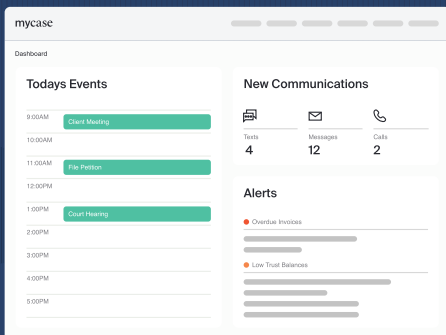 mycase
Dashboard
Todays Events
9:00AM
Client Meeting
10:00AM
11:00AM
File Petition
12:00PM
1:00PM
Court Hearing
2:00PM
3:00PM
4:00PM
5:00PM
New Communications
Texts
4
Messages
12
Calls
2
Alerts
Overdue Invoices
Low Trust Balances